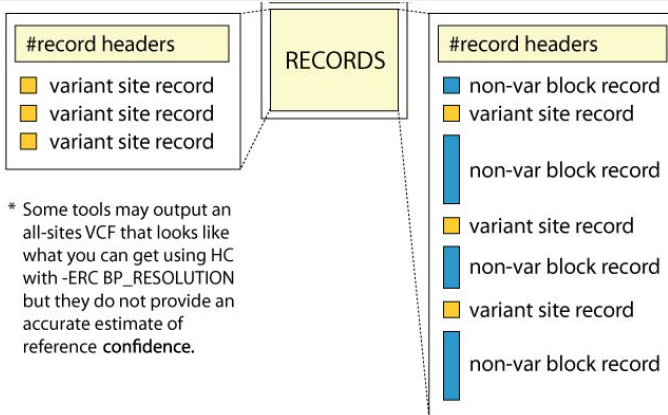 #record headers
variant site record
variant site record
variant site record
* Some tools may output an
all-sites VCF that looks like
what you can get using HC
with -ERC BP_RESOLUTION
but they do not provide an
accurate estimate of
reference confidence.
RECORDS
#record headers
non-var block record
variant site record
non-var block record
variant site record
non-var block record
variant site record
non-var block record